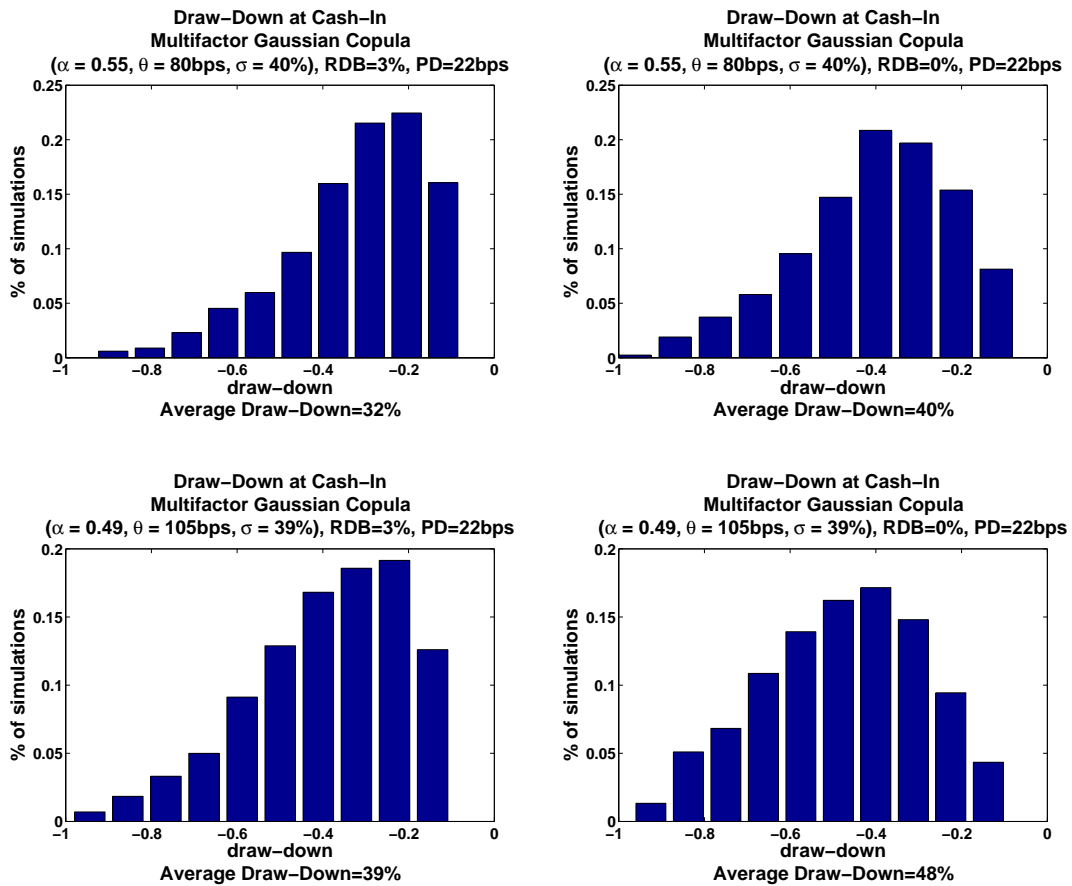 Draw−Down at Cash−In
Multifactor Gaussian Copula
(α = 0.55, θ = 80bps, σ = 40%), RDB=3%, PD=22bps
0.25
0.2
0.15
0.1
0.05
0
% of simulations
−1 −0.8 −0.6 −0.4 −0.2 0
draw−down
Average Draw−Down=32%
Draw−Down at Cash−In
Multifactor Gaussian Copula
(α = 0.55, θ = 80bps, σ = 40%), RDB=0%, PD=22bps
0.25
0.2
0.15
0.1
0.05
0
% of simulations
−1 −0.8 −0.6 −0.4 −0.2 0
draw−down
Average Draw−Down=40%
Draw−Down at Cash−In
Multifactor Gaussian Copula
(α = 0.49, θ = 105bps, σ = 39%), RDB=3%, PD=22bps
0.2
0.15
0.1
0.05
0
% of simulations
−1 −0.8 −0.6 −0.4 −0.2 0
draw−down
Average Draw−Down=39%
Draw−Down at Cash−In
Multifactor Gaussian Copula
(α = 0.49, θ = 105bps, σ = 39%), RDB=0%, PD=22bps
0.2
0.15
0.1
0.05
0
% of simulations
−1 −0.8 −0.6 −0.4 −0.2 0
draw−down
Average Draw−Down=48%